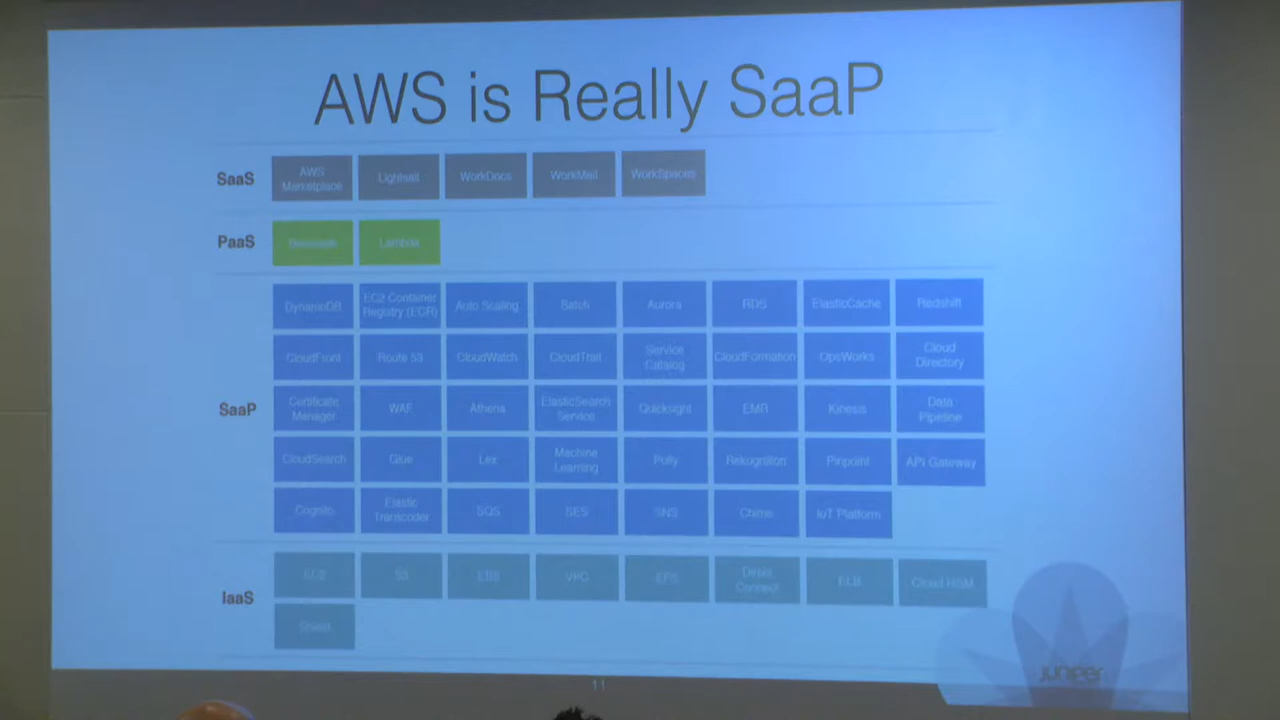 AWS is Really SaaP
SaaS
AWS
Marketplace
Lightsail
WorkDocs
WorkMail
WorkSpaces
PaaS
Beanstalk
Lambda
SaaP
DynamoDB
EC2 Container
Registry (ECR)
Auto Scaling
Batch
Aurora
RDS
ElasticCache
Redshift
CloudFront
Route 53
CloudWatch
CloudTrail
Service
Catalog
CloudFormation
OpsWorks
Cloud
Directory
Certificate
Manager
WAF
Athena
ElasticSearch
Service
Quicksight
EMR
Kinesis
Data
Pipeline
CloudSearch
Glue
Lex
Machine
Learning
Polly
Rekognition
Pinpoint
API Gateway
Cognito
Elastic
Transcoder
SQS
SES
SNS
Chime
IoT Platform
IaaS
EC2
S3
EBS
VPC
EFS
Direct
Connect
ELB
Cloud HSM
Shield
11
JUNIPER